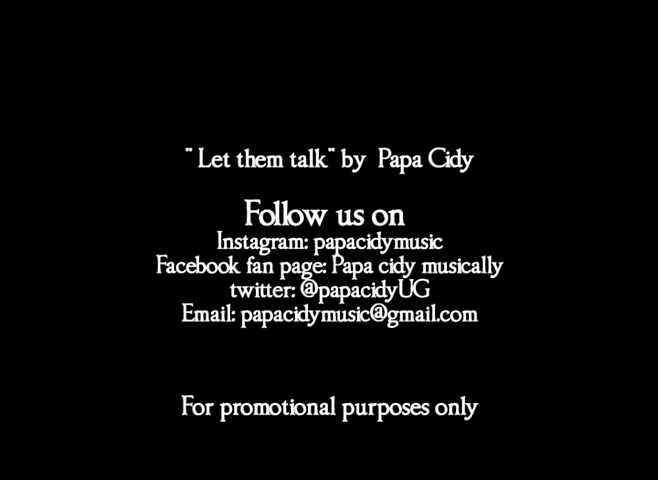 " Let them talk" by Papa Cidy
Follow us on
Instagram: papacidymusic
Facebook fan page: Papa cidy musically
twitter: @papacidyUG
Email: papacidymusic@gmail.com
For promotional purposes only